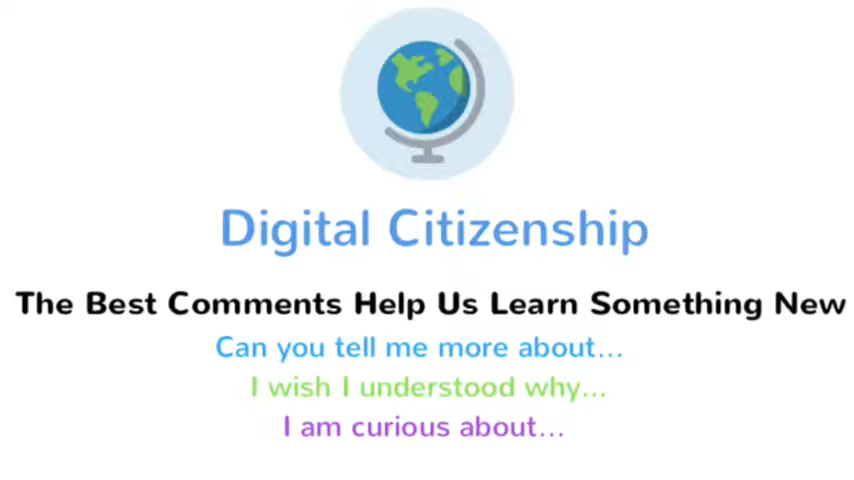 Digital Citizenship
The Best Comments Help Us Learn Something New
Can you tell me more about...
I wish I understood why...
I am curious about...